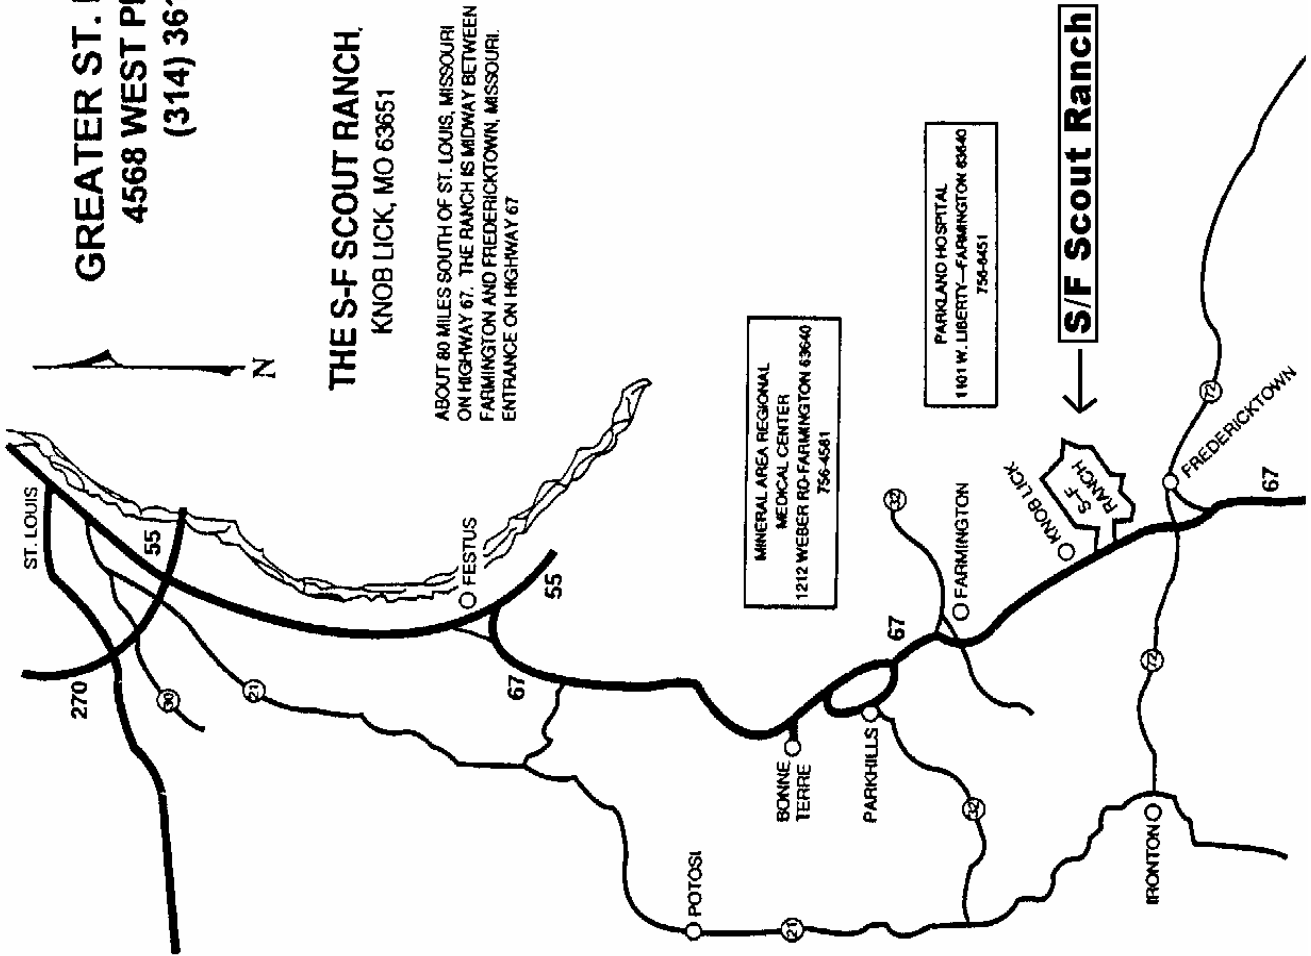 GREATER ST.
4568 WEST
(314) 361
THE S-F SCOUT RANCH,
KNOB LICK, MO 63651
ABOUT 80 MILES SOUTH OF ST. LOUIS, MISSOURI
ON HIGHWAY 67. THE RANCH IS MIDWAY BETWEEN
FARMINGTON AND FREDERICKTOWN, MISSOURI.
ENTRANCE ON HIGHWAY 67
N
MINERAL AREA REGIONAL
MEDICAL CENTER
1212 WEBER RD-FARMINGTON 63640
756-4581
PARKLAND HOSPITAL
1101 W. LIBERTY—FARMINGTON 63640
756-6451
S/F Scout Ranch
ST. LOUIS
270
55
30
21
FESTUS
55
67
BONNE
TERRE
PARKHILLS
67
32
FARMINGTON
32
POTOSI
21
KNOB LICK
S-F
RANCH
IRONTON
72
72
FREDERICKTOWN
67